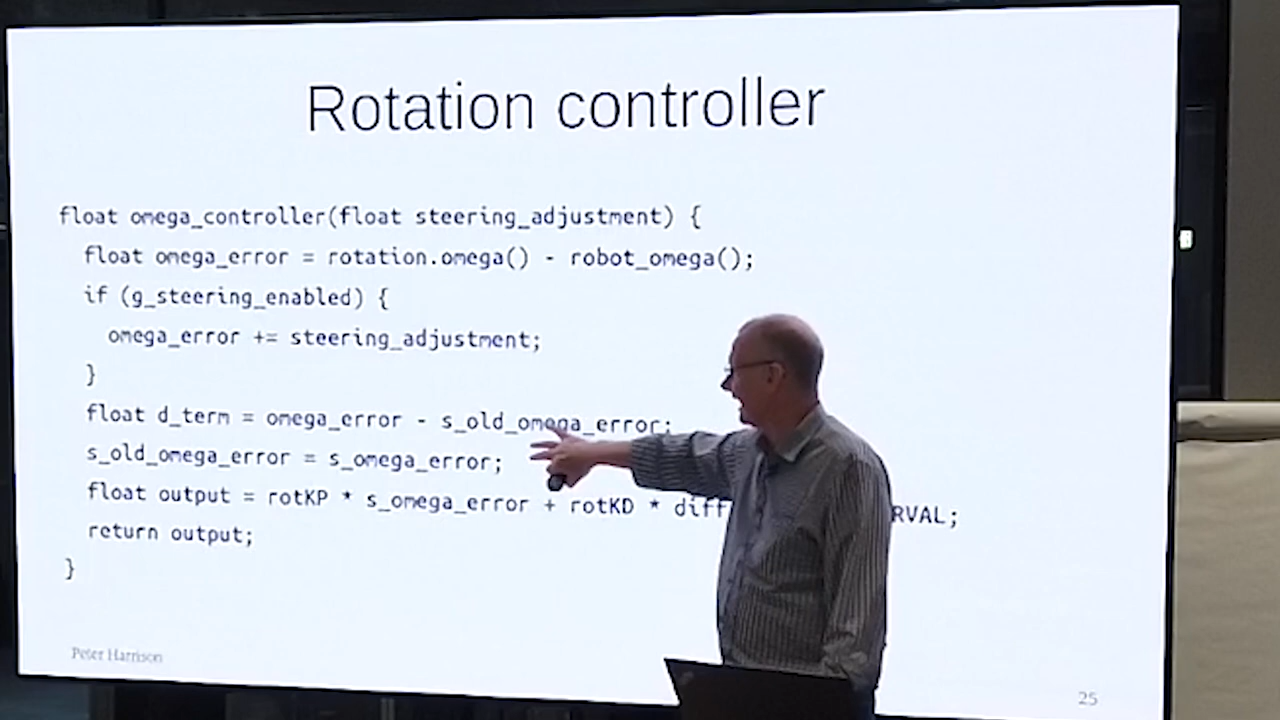 Rotation controller
float omega_controller(float steering_adjustment) {
float omega_error = rotation.omega() - robot_omega();
if (g_steering_enabled) {
omega_error += steering_adjustment;
}
float d_term = omega_error - s_old_omega_error;
s_old_omega_error = s_omega_error;
float output = rotKP * s_omega_error + rotKD * diff RVAL;
return output;
}
Peter Harrison
25